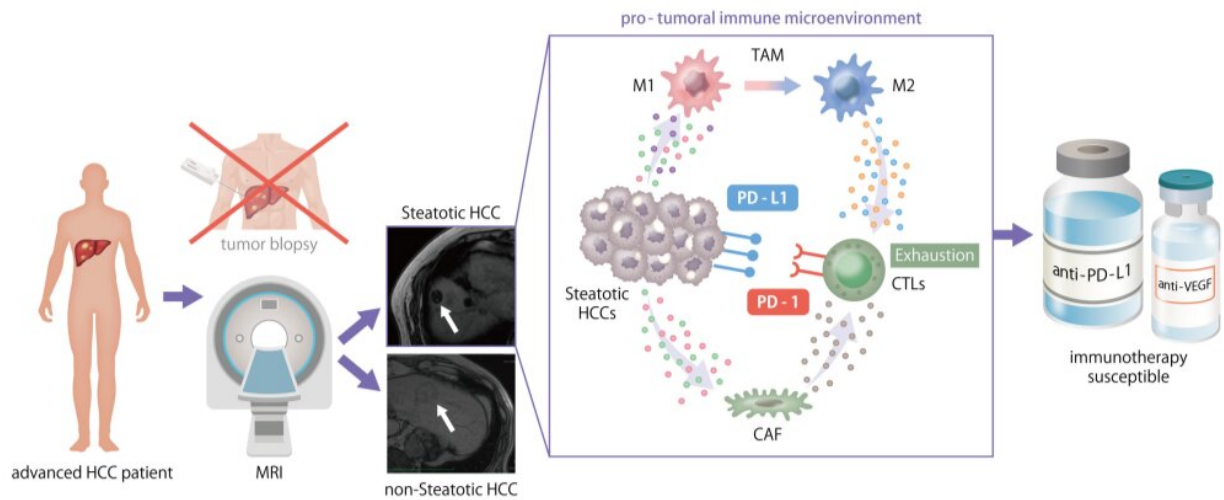 pro - tumoral immune microenvironment
TAM
M1
M2
tumor blopsy
Steatotic HCC
PD - L1
Exhaustion
CTLs
PD - 1
Steatotic
HCCs
CAF
anti-PD-L1
anti-VEGF
immunotherapy
susceptible
advanced HCC patient
MRI
non-Steatotic HCC